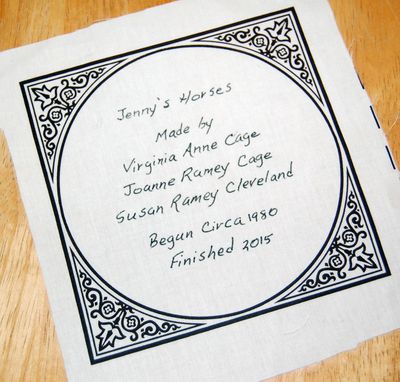 Jenny's Horses
Made by
Virginia Anne Cage
Joanne Ramey Cage
Susan Ramey Cleveland
Begun Circa 1980
Finished 2015